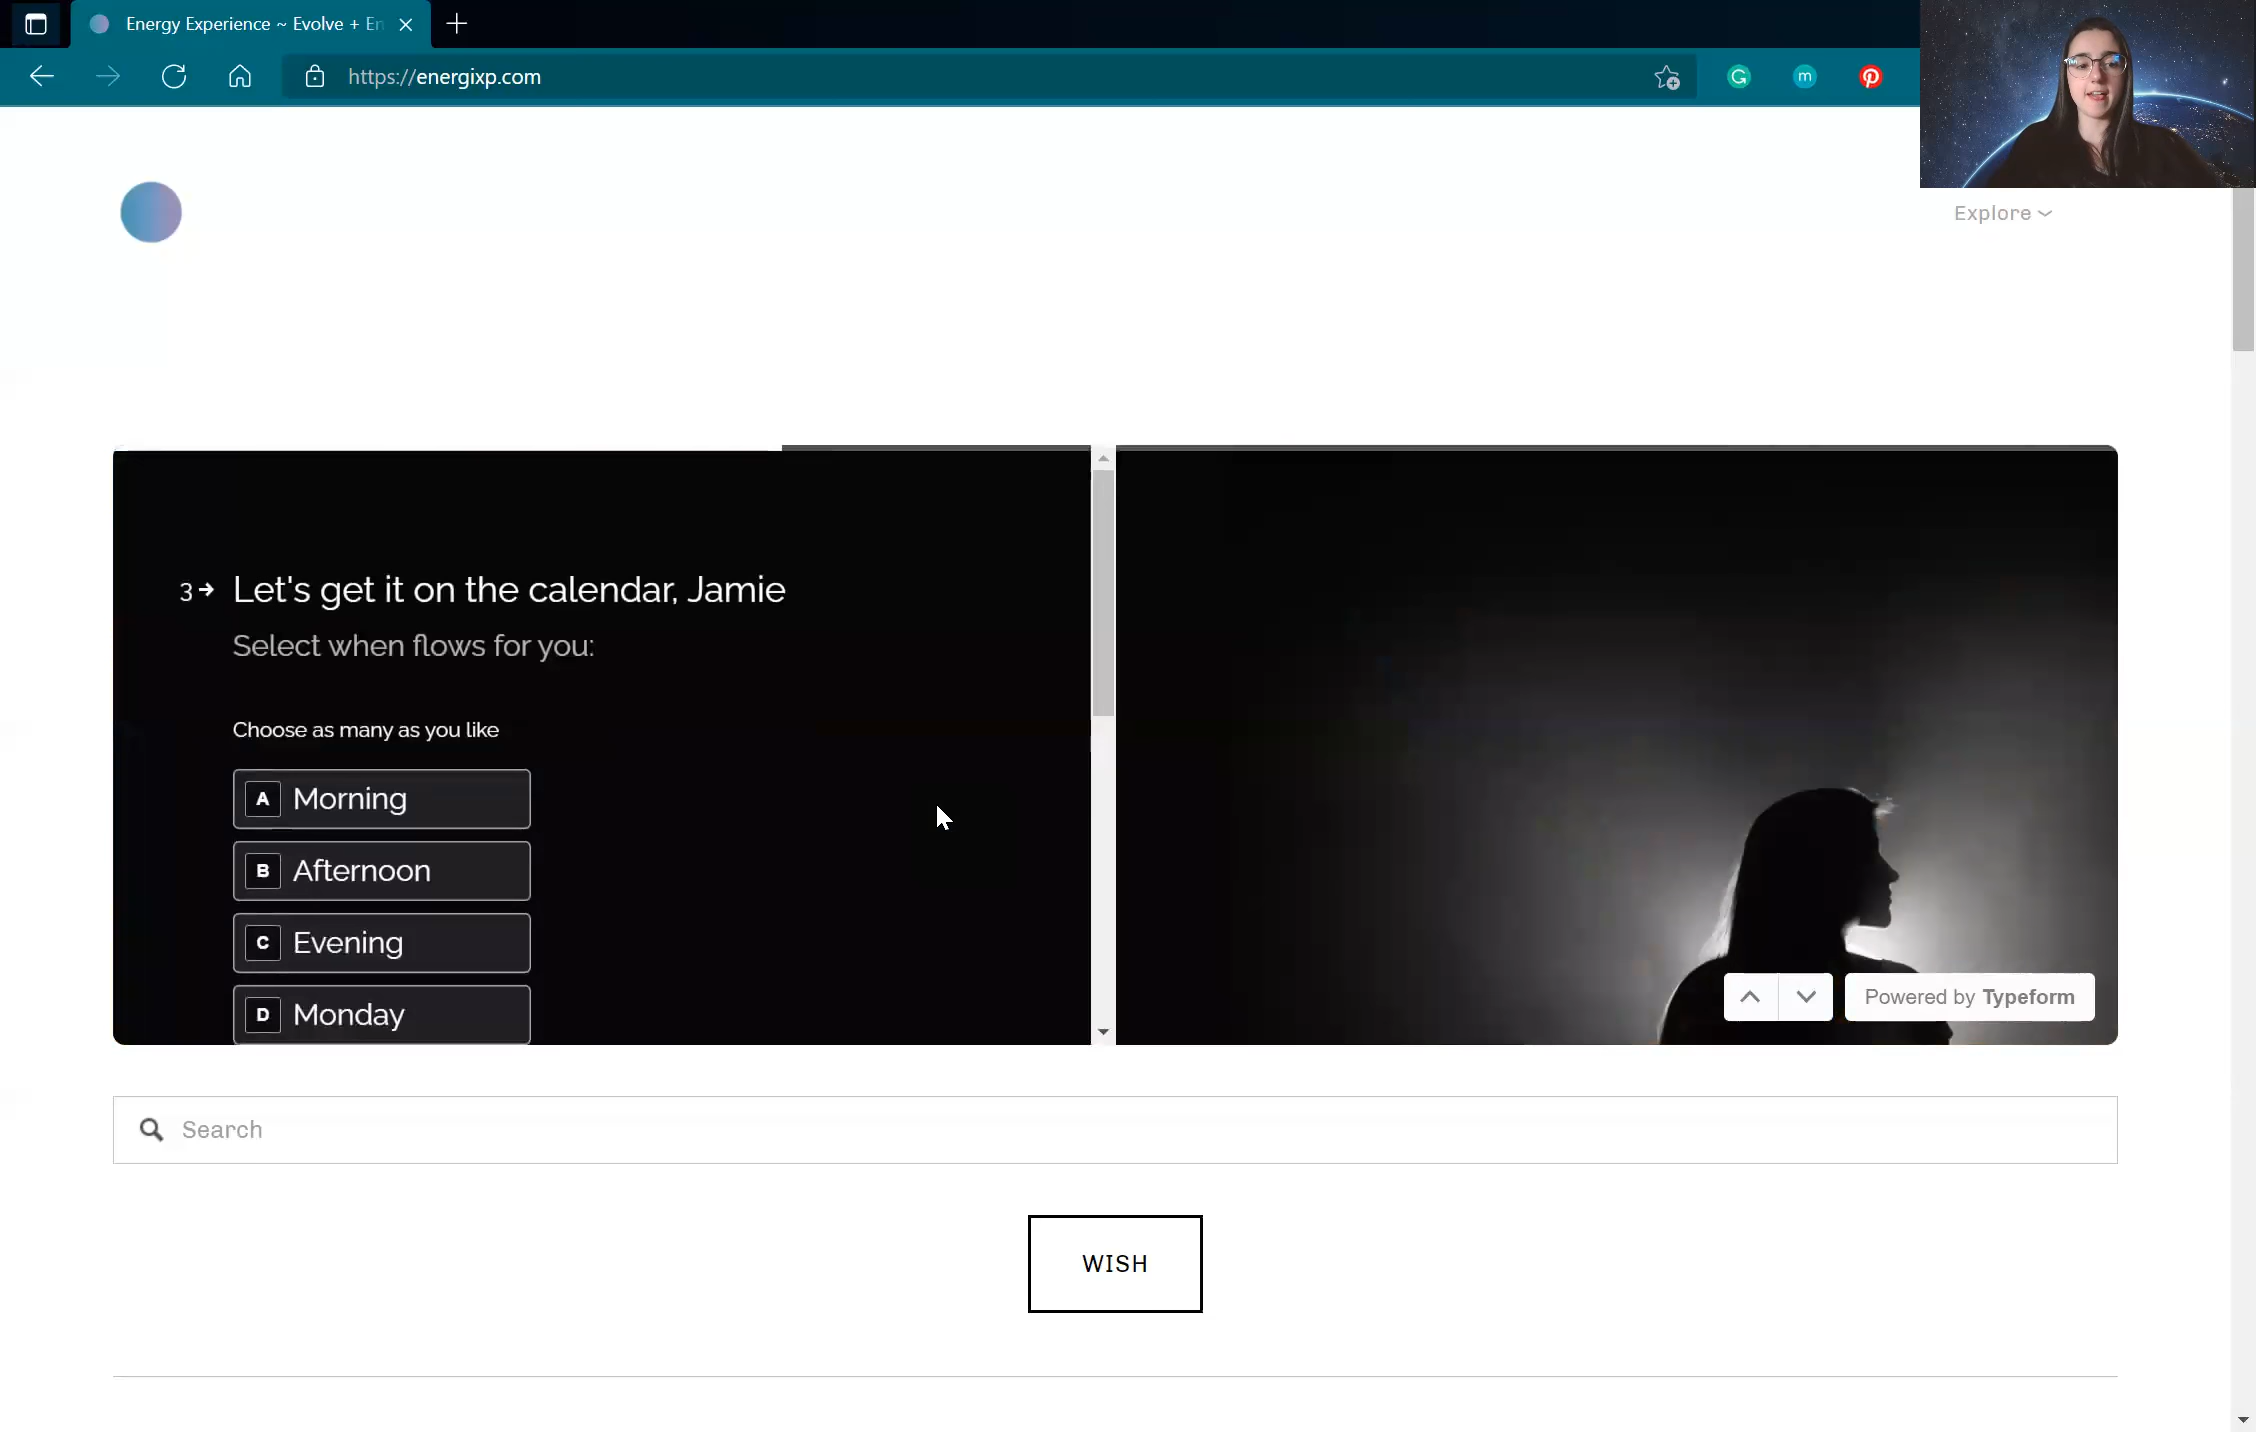 Energy Experience ~ Evolve + En
https://energixp.com
G
m
Explore
3 Let's get it on the calendar, Jamie
Select when flows for you:
Choose as many as you like
A Morning
B Afternoon
C Evening
D Monday
Powered by Typeform
Search
WISH